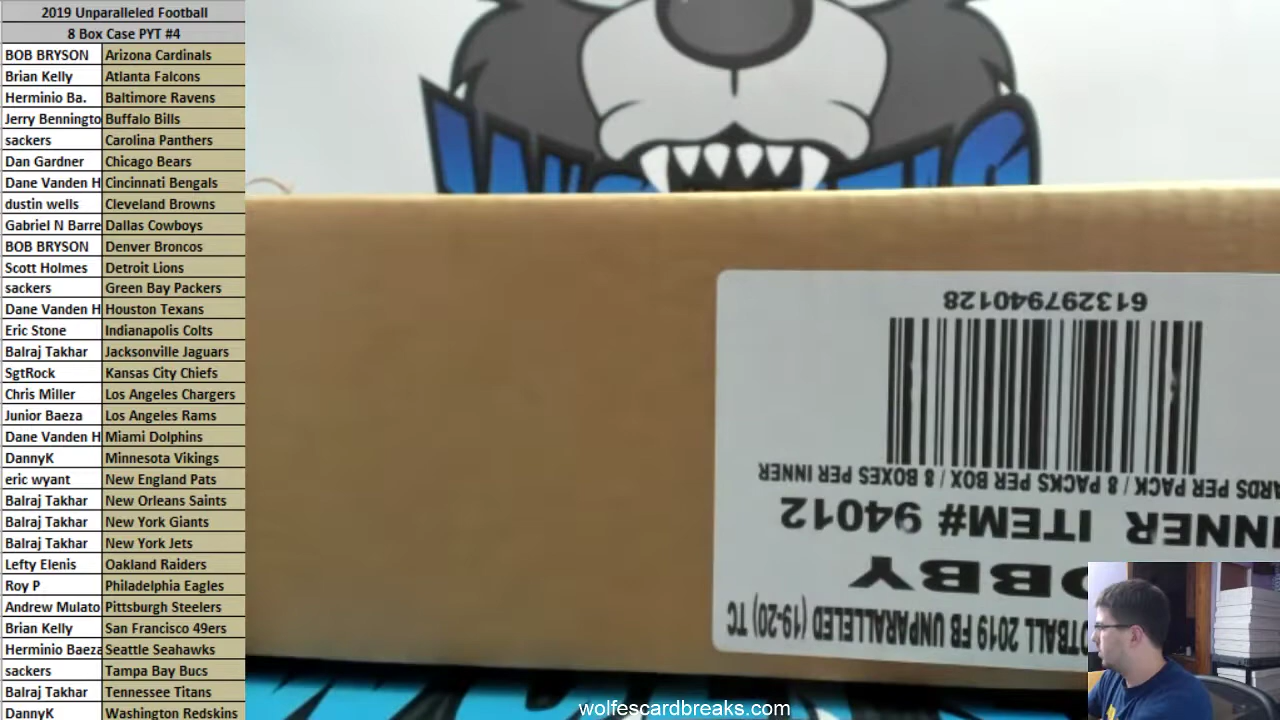 2019 Unparalleled Football
8 Box Case PYT #4
BOB BRYSON Arizona Cardinals
Brian Kelly Atlanta Falcons
Herminio Ba. Baltimore Ravens
Jerry Benningto Buffalo Bills
sackers Carolina Panthers
Dan Gardner Chicago Bears
Dane Vanden H Cincinnati Bengals
dustin wells Cleveland Browns
Gabriel N Barre Dallas Cowboys
BOB BRYSON Denver Broncos
Scott Holmes Detroit Lions
sackers Green Bay Packers
Dane Vanden H Houston Texans
Eric Stone Indianapolis Colts
Balraj Takhar Jacksonville Jaguars
SgtRock Kansas City Chiefs
Chris Miller Los Angeles Chargers
Junior Baeza Los Angeles Rams
Dane Vanden H Miami Dolphins
DannyK Minnesota Vikings
eric wyant New England Pats
Balraj Takhar New Orleans Saints
Balraj Takhar New York Giants
Balraj Takhar New York Jets
Lefty Elenis Oakland Raiders
Roy P Philadelphia Eagles
Andrew Mulato Pittsburgh Steelers
Brian Kelly San Francisco 49ers
Herminio Baeza Seattle Seahawks
sackers Tampa Bay Bucs
Balraj Takhar Tennessee Titans
DannyK Washington Redskins
OTBALL 2019 FB UNPARALLELED (19-20) TC
OBBY
INNER ITEM# 94012
ARDS PER PACK / 8 PACKS PER BOX / 8 BOXES PER INNER
613297940128
wolfescardbreaks.com